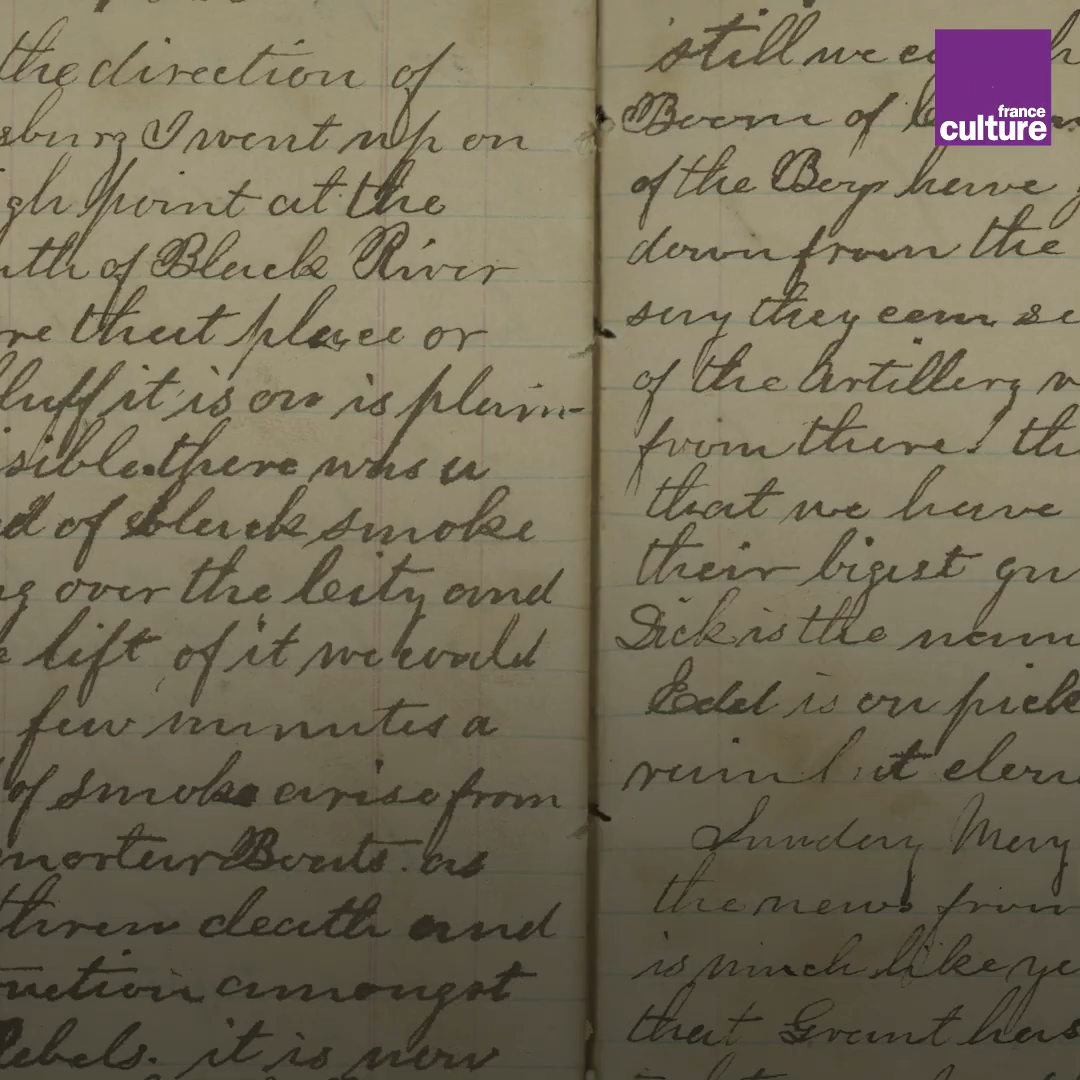 the direction of
sburg I went up on
gh point at the
uth of Black River
re that place or
luff it is on is plain-
sible. there was a
d of black smoke
ng over the City and
lift of it we could
few minutes a
of smoke arise from
mortar Boats. as
threw death and
ruction amongst
Rebels. it is now
still we
Boom of
of the Boys have
down from the
say they can se
of the Artillery
from there. th
that we have
their bigest gu
Dick is the nam
Edd is on pick
rain but clear
Sunday May
the news from
is much like ye
that Grant has
france
culture